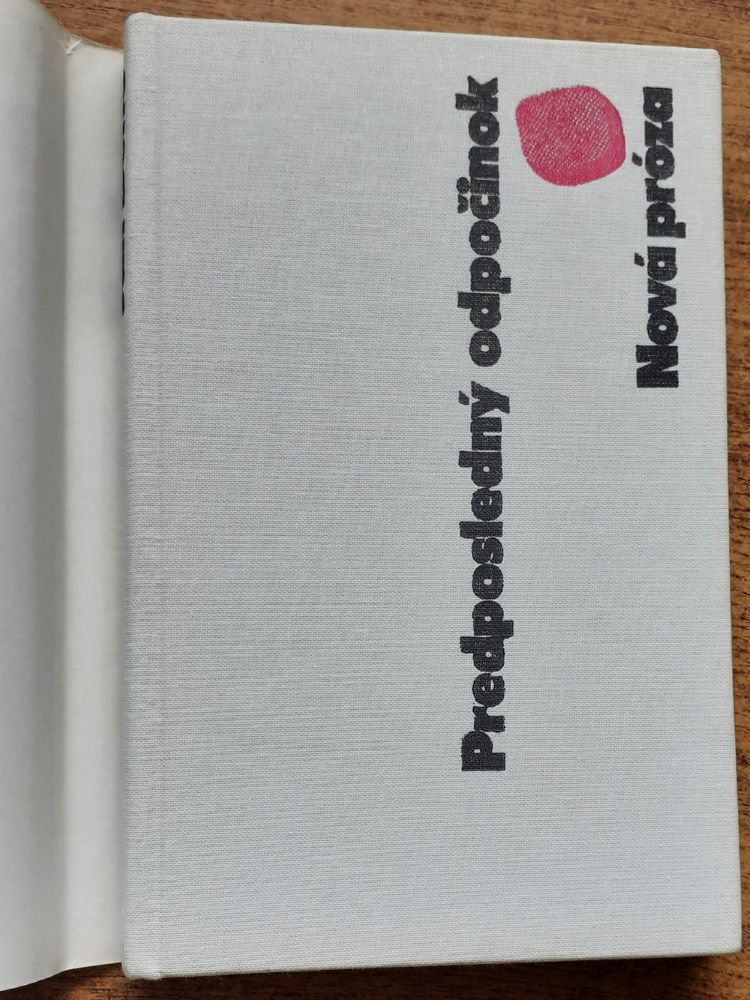 Predposledný odpočinok
Nová próza